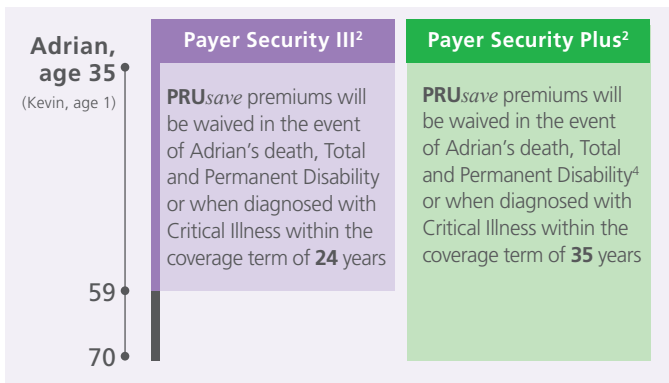 Adrian,
age 35
(Kevin, age 1)
59
70
Payer Security III²
PRUsave premiums will
be waived in the event
of Adrian’s death, Total
and Permanent Disability
or when diagnosed with
Critical Illness within the
coverage term of 24 years
Payer Security Plus²
PRUsave premiums will
be waived in the event
of Adrian’s death, Total
and Permanent Disability⁴
or when diagnosed with
Critical Illness within the
coverage term of 35 years